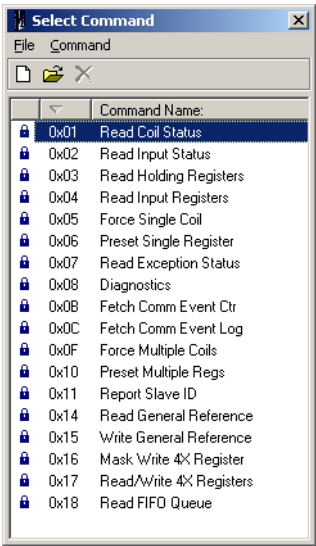 Select Command
File Command
Command Name:
0x01 Read Coil Status
0x02 Read Input Status
0x03 Read Holding Registers
0x04 Read Input Registers
0x05 Force Single Coil
0x06 Preset Single Register
0x07 Read Exception Status
0x08 Diagnostics
0x0B Fetch Comm Event Ctr
0x0C Fetch Comm Event Log
0x0F Force Multiple Coils
0x10 Preset Multiple Regs
0x11 Report Slave ID
0x14 Read General Reference
0x15 Write General Reference
0x16 Mask Write 4X Register
0x17 Read/Write 4X Registers
0x18 Read FIFO Queue